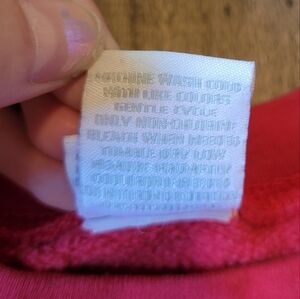 MACHINE WASH COLD
WITH LIKE COLORS
GENTLE CYCLE
ONLY NON-CHLORINE
BLEACH WHEN NEEDED
TUMBLE DRY LOW
REMOVE PROMPTLY